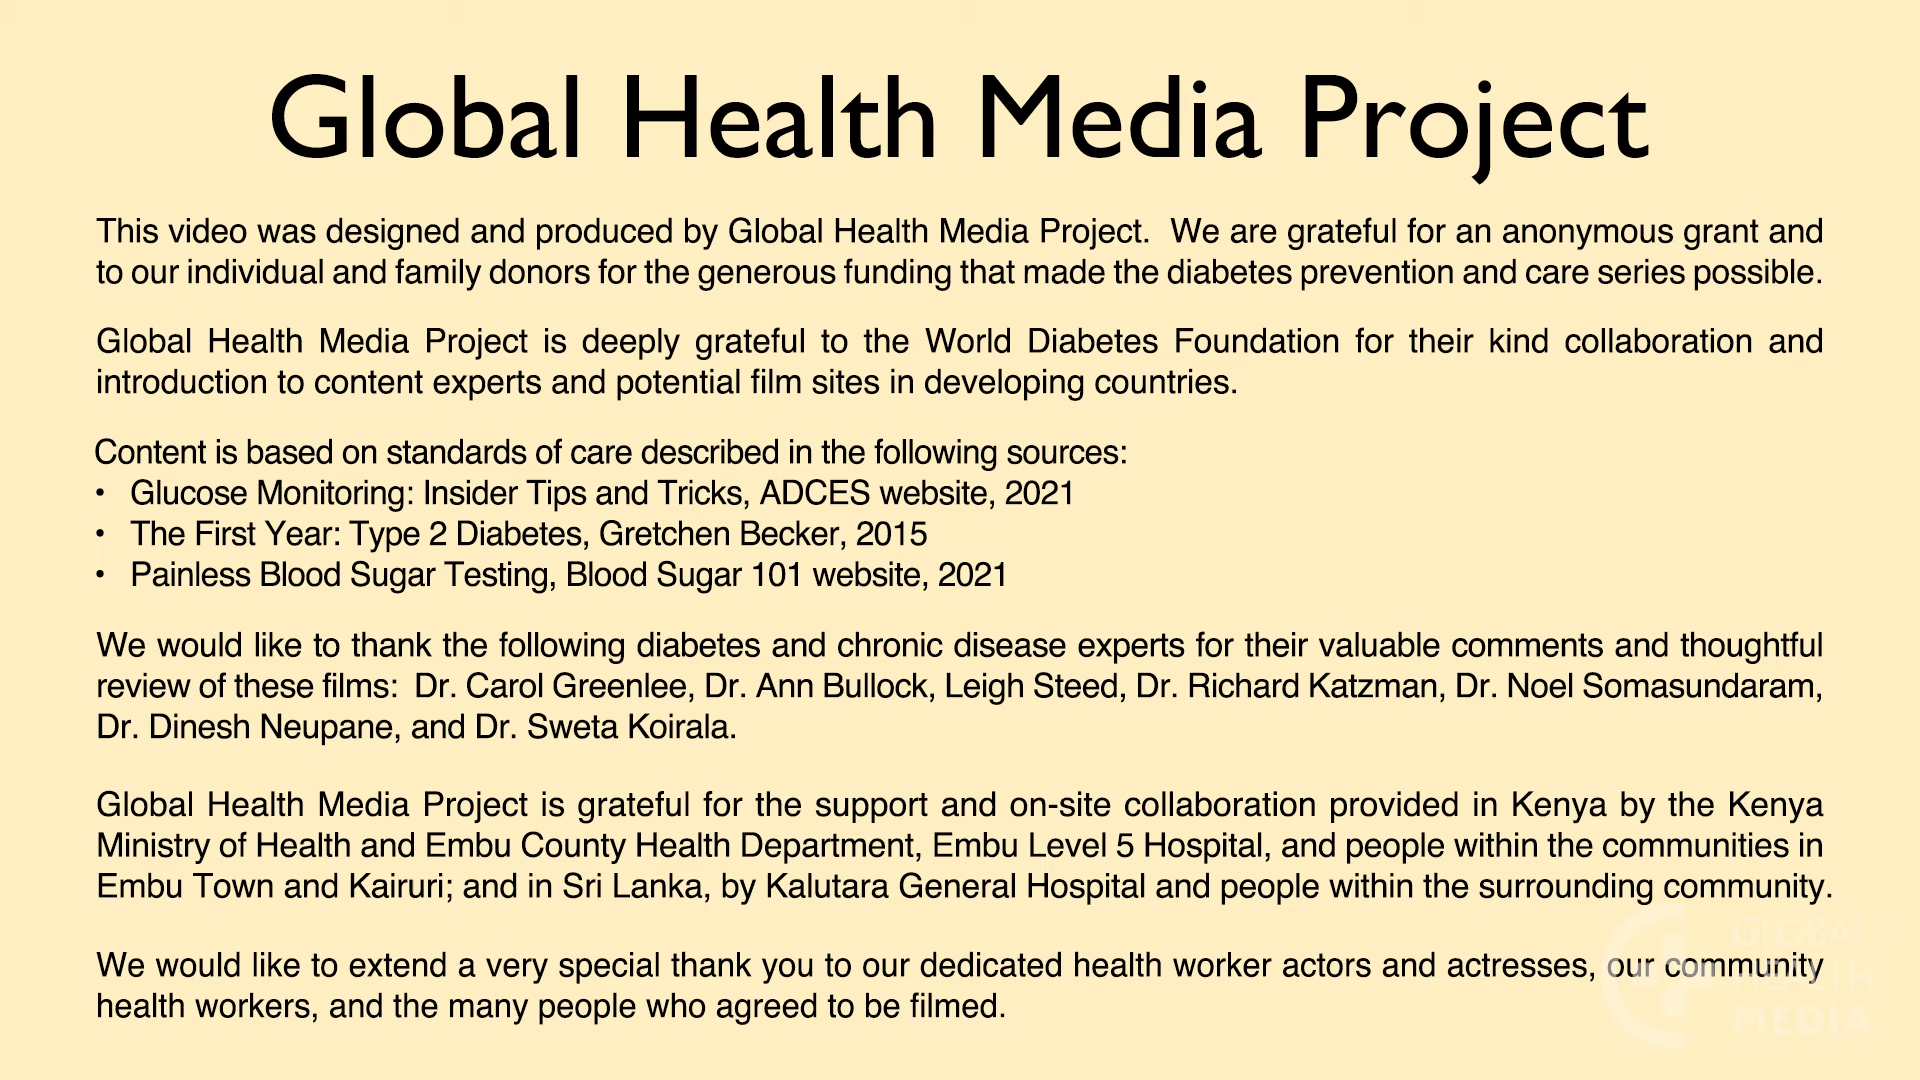 Global Health Media Project
This video was designed and produced by Global Health Media Project.  We are grateful for an anonymous grant and
to our individual and family donors for the generous funding that made the diabetes prevention and care series possible.
Global Health Media Project is deeply grateful to the World Diabetes Foundation for their kind collaboration and
introduction to content experts and potential film sites in developing countries.
Content is based on standards of care described in the following sources:
• Glucose Monitoring: Insider Tips and Tricks, ADCES website, 2021
• The First Year: Type 2 Diabetes, Gretchen Becker, 2015
• Painless Blood Sugar Testing, Blood Sugar 101 website, 2021
We would like to thank the following diabetes and chronic disease experts for their valuable comments and thoughtful
review of these films:  Dr. Carol Greenlee, Dr. Ann Bullock, Leigh Steed, Dr. Richard Katzman, Dr. Noel Somasundaram,
Dr. Dinesh Neupane, and Dr. Sweta Koirala.
Global Health Media Project is grateful for the support and on-site collaboration provided in Kenya by the Kenya
Ministry of Health and Embu County Health Department, Embu Level 5 Hospital, and people within the communities in
Embu Town and Kairuri; and in Sri Lanka, by Kalutara General Hospital and people within the surrounding community.
We would like to extend a very special thank you to our dedicated health worker actors and actresses, our community
health workers, and the many people who agreed to be filmed.
GLOBAL
HEALTH
MEDIA